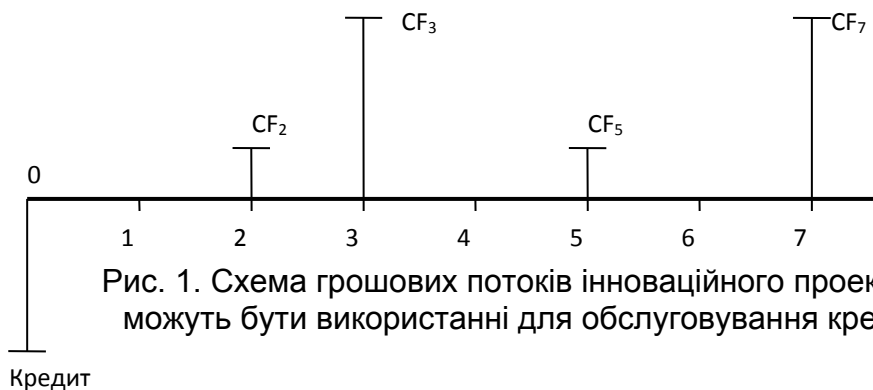 CF₃
CF₇
CF₂
CF₅
0
1 2 3 4 5 6 7
Рис. 1. Схема грошових потоків інноваційного проек
можуть бути використанні для обслуговування кре
Кредит